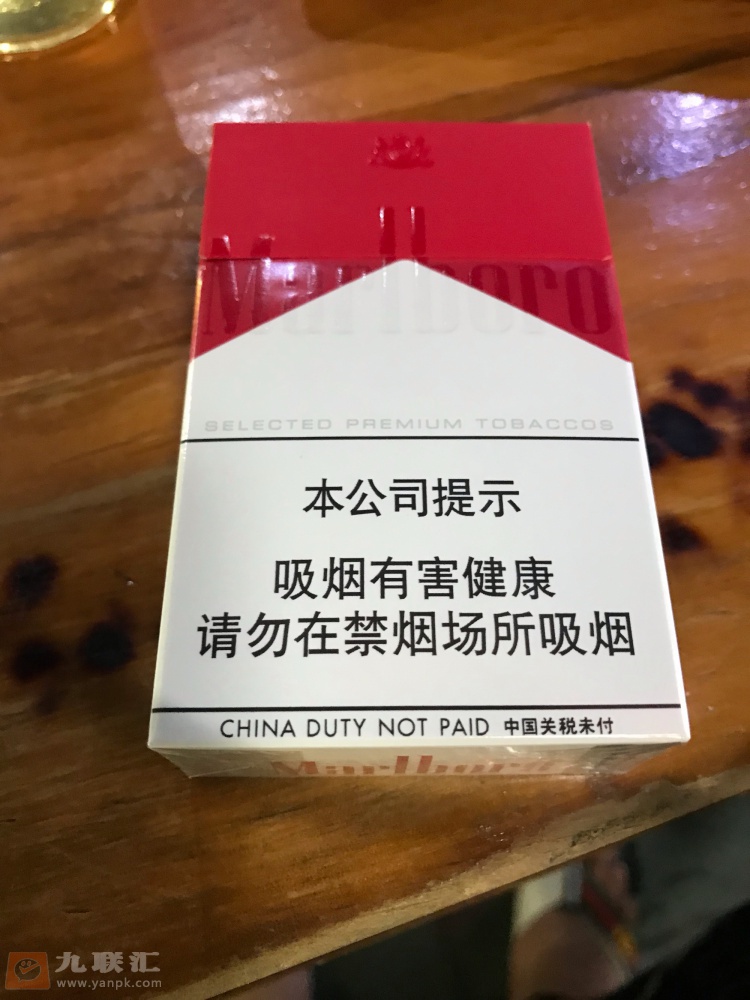 Marlboro
SELECTED PREMIUM TOBACCOS
本公司提示
吸烟有害健康
请勿在禁烟场所吸烟
CHINA DUTY NOT PAID 中国关税未付
Marlboro
九联汇
www.yanpk.com